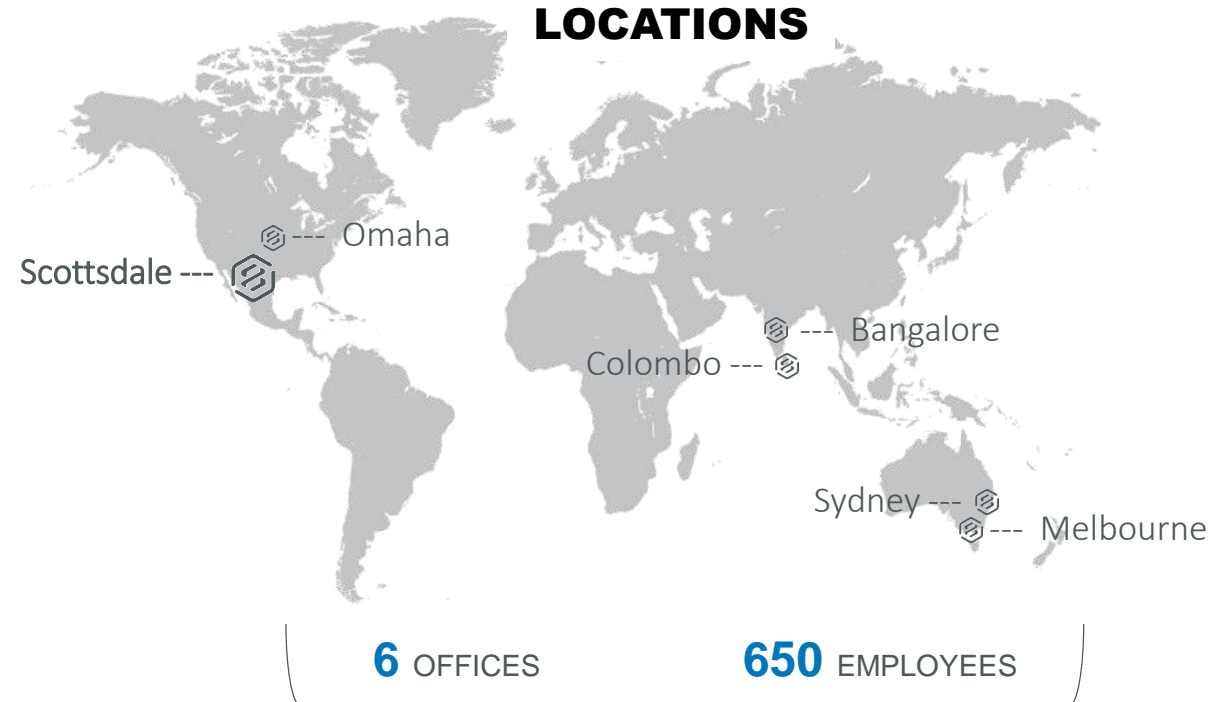 LOCATIONS
--- Omaha
Scottsdale ---
--- Bangalore
Colombo ---
Sydney ---
--- Melbourne
6 OFFICES
650 EMPLOYEES